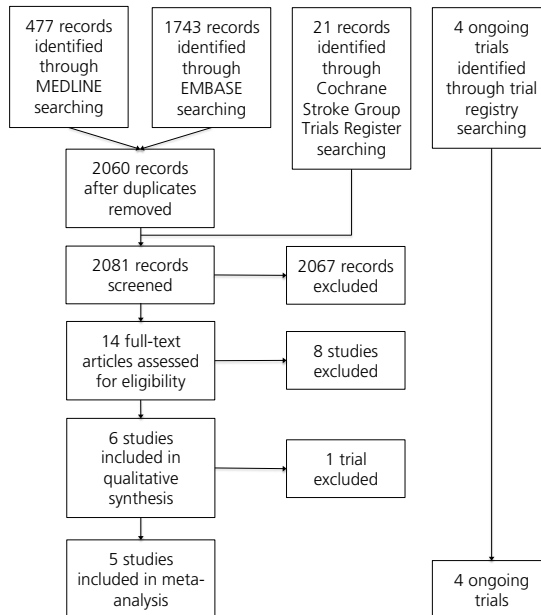 477 records
identified
through
MEDLINE
searching
1743 records
identified
through
EMBASE
searching
21 records
identified
through
Cochrane
Stroke Group
Trials Register
searching
4 ongoing
trials
identified
through trial
registry
searching
2060 records
after duplicates
removed
2081 records
screened
2067 records
excluded
14 full-text
articles assessed
for eligibility
8 studies
excluded
6 studies
included in
qualitative
synthesis
1 trial
excluded
5 studies
included in meta-
analysis
4 ongoing
trials